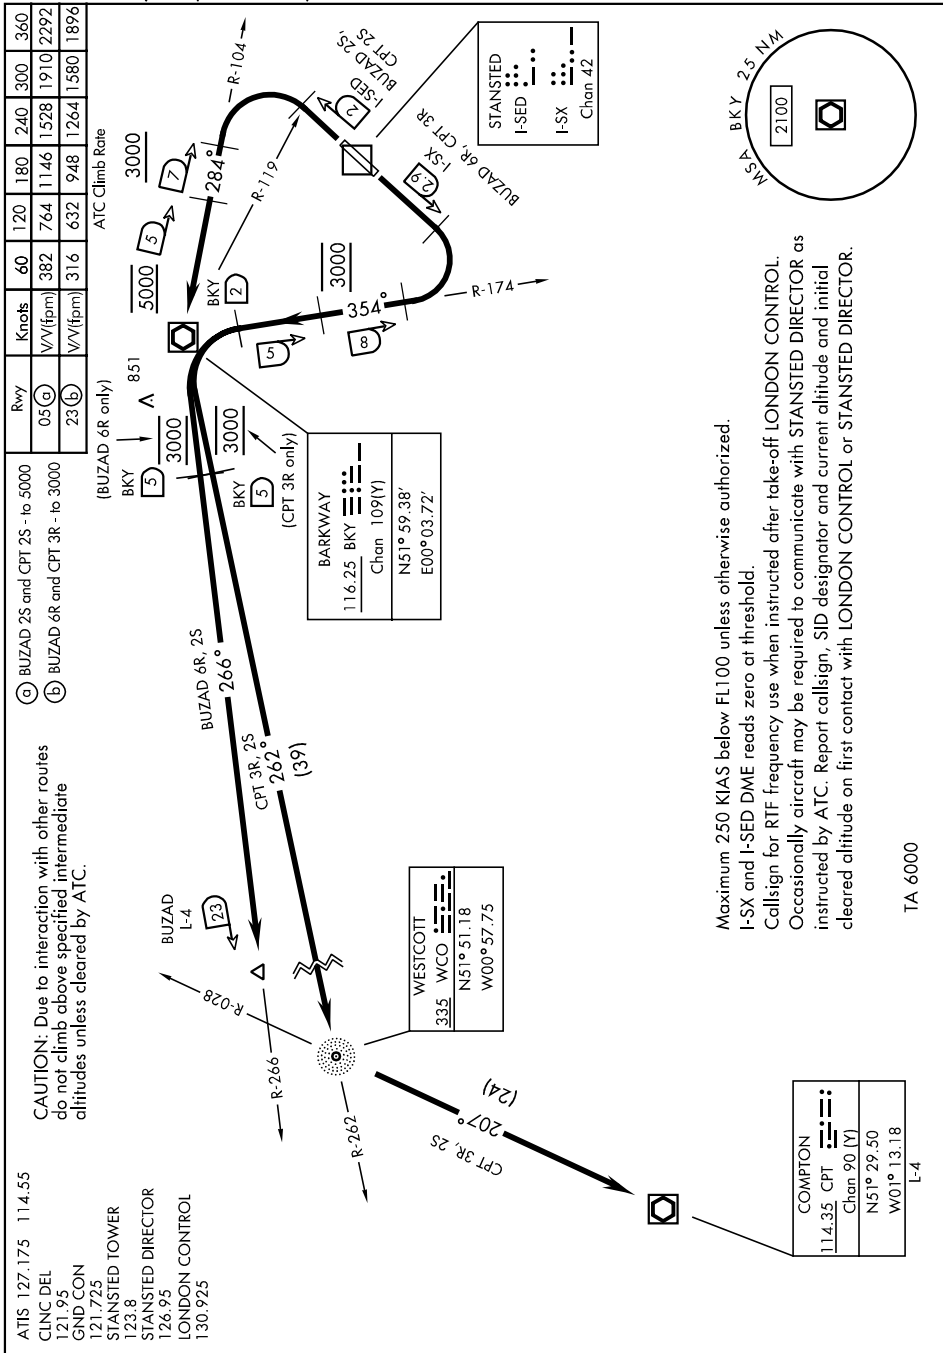 ATIS 127.175 114.55
CLNC DEL
121.95
GND CON
121.725
STANSTED TOWER
123.8
STANSTED DIRECTOR
126.95
LONDON CONTROL
130.925
CAUTION: Due to interaction with other routes
do not climb above specified intermediate
altitudes unless cleared by ATC.
a BUZAD 2S and CPT 2S - to 5000
b BUZAD 6R and CPT 3R - to 3000
Rwy Knots 60 120 180 240 300 360
05 a V/V(fpm) 382 764 1146 1528 1910 2292
23 b V/V(fpm) 316 632 948 1264 1580 1896
ATC Climb Rate
(BUZAD 6R only)
BKY
5
3000
851
BKY
5
3000
(CPT 3R only)
5000
5
3000
7
284°
R-104
R-119
BKY
2
I-SED
2
BUZAD 2S,
CPT 2S
STANSTED
I-SED
I-SX
Chan 42
BUZAD 6R, CPT 3R
I-SX
2.9
3000
354°
5
8
R-174
BARKWAY
116.25 BKY
Chan 109(Y)
N51° 59.38'
E00° 03.72'
BUZAD 6R, 2S
266°
CPT 3R, 2S
262°
(39)
BUZAD
L-4
23
R-028
R-266
R-262
WESTCOTT
335 WCO
N51° 51.18
W00° 57.75
CPT 3R, 2S
207°
(24)
COMPTON
114.35 CPT
Chan 90 (Y)
N51° 29.50
W01° 13.18
L-4
Maximum 250 KIAS below FL100 unless otherwise authorized.
I-SX and I-SED DME reads zero at threshold.
Callsign for RTF frequency use when instructed after take-off LONDON CONTROL.
Occasionally aircraft may be required to communicate with STANSTED DIRECTOR as
instructed by ATC. Report callsign, SID designator and current altitude and initial
cleared altitude on first contact with LONDON CONTROL or STANSTED DIRECTOR.
TA 6000
MSA BKY 25 NM
2100